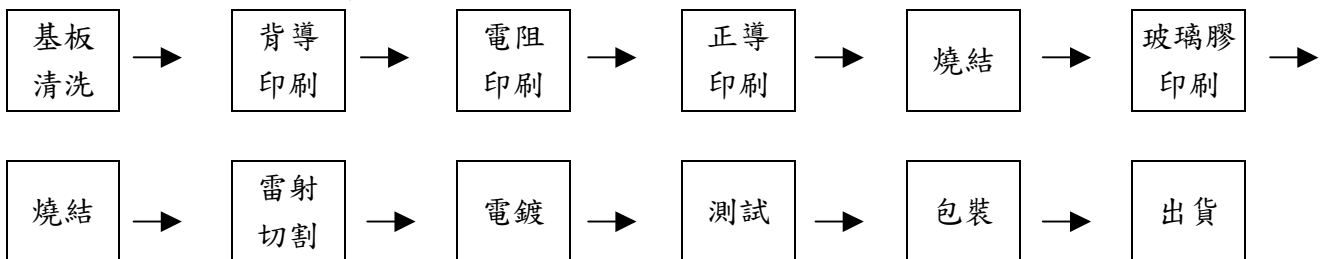 基板
清洗
背導
印刷
電阻
印刷
正導
印刷
燒結
玻璃膠
印刷
燒結
雷射
切割
電鍍
測試
包裝
出貨